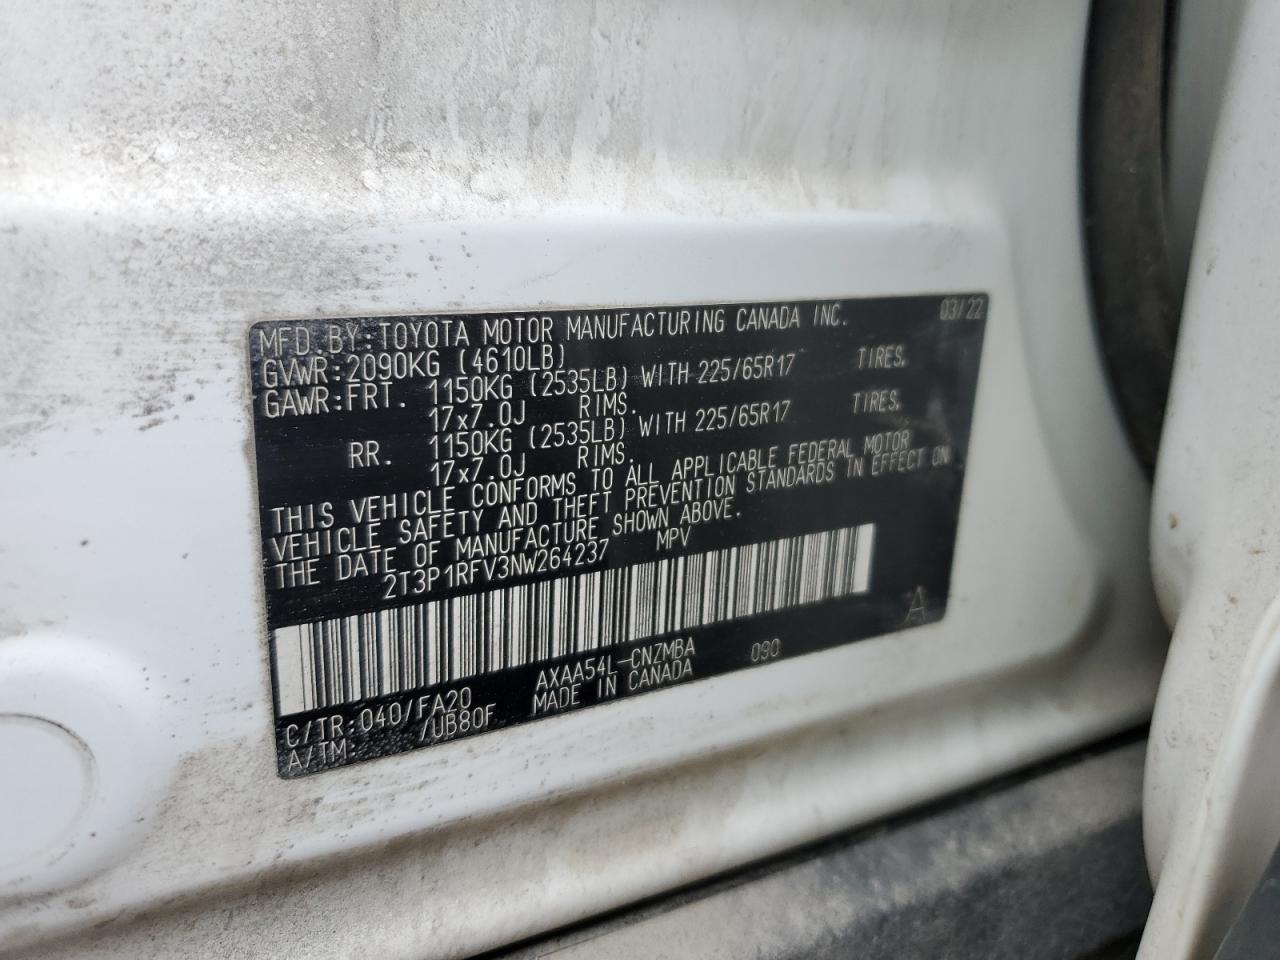 MFD. BY:TOYOTA MOTOR MANUFACTURING CANADA INC. 03/22
GVWR:2090KG (4610LB)
GAWR:FRT. 1150KG (2535LB) WITH 225/65R17 TIRES,
17x7.0J RIMS.
RR. 1150KG (2535LB) WITH 225/65R17 TIRES,
17x7.0J RIMS.
THIS VEHICLE CONFORMS TO ALL APPLICABLE FEDERAL MOTOR
VEHICLE SAFETY AND THEFT PREVENTION STANDARDS IN EFFECT ON
THE DATE OF MANUFACTURE SHOWN ABOVE.
2T3P1RFV3NW264237 MPV
C/TR:040/FA20 AXAA54L-CNZMBA 090 A
A/TM: /UB80F MADE IN CANADA